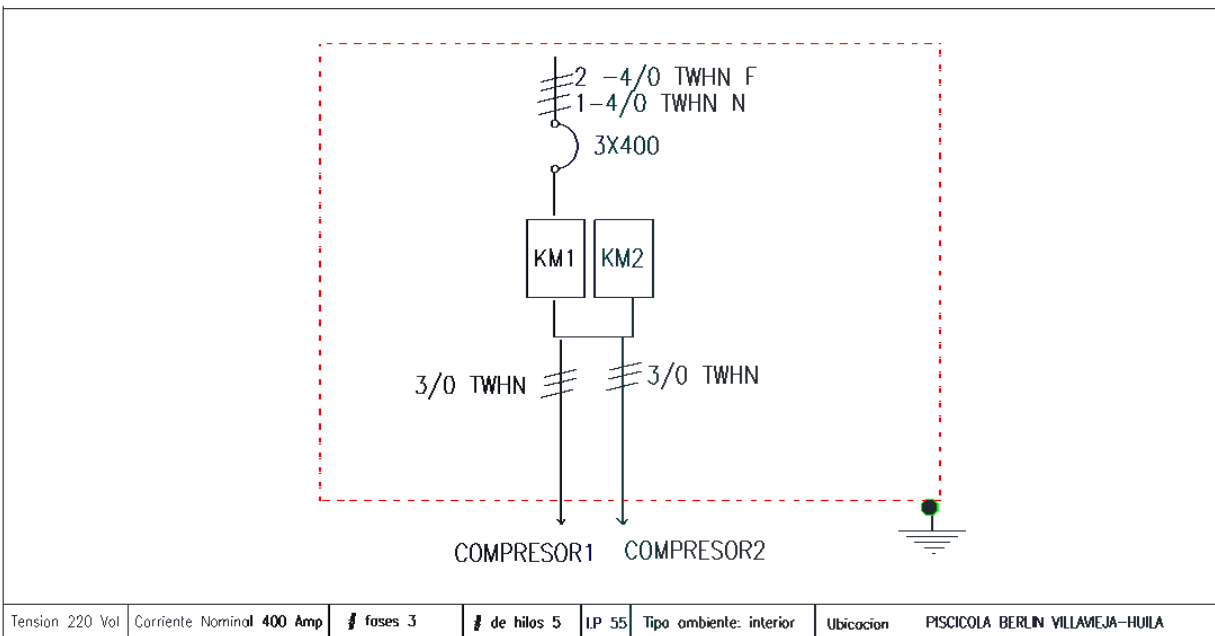 2 -4/0 TWHN F
1-4/0 TWHN N
3X400
KM1 KM2
3/0 TWHN 3/0 TWHN
COMPRESOR1 COMPRESOR2
Tension 220 Vol Corriente Nominal 400 Amp # fases 3 # de hilos 5 I.P 55 Tipo ambiente: interior Ubicacion PISCICOLA BERLIN VILLAVIEJA-HUILA